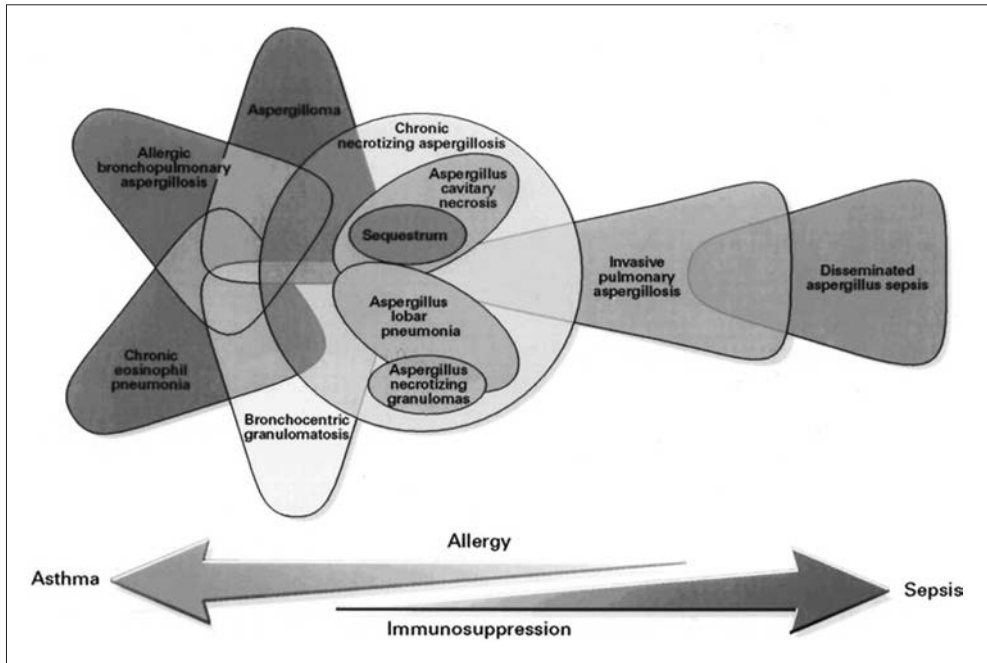 Aspergilloma
Allergic
bronchopulmonary
aspergillosis
Chronic
necrotizing aspergillosis
Aspergillus
cavitary
necrosis
Sequestrum
Invasive
pulmonary
aspergillosis
Disseminated
aspergillus sepsis
Aspergillus
lobar
pneumonia
Chronic
eosinophil
pneumonia
Aspergillus
necrotizing
granulomas
Bronchocentric
granulomatosis
Allergy
Asthma
Sepsis
Immunosuppression